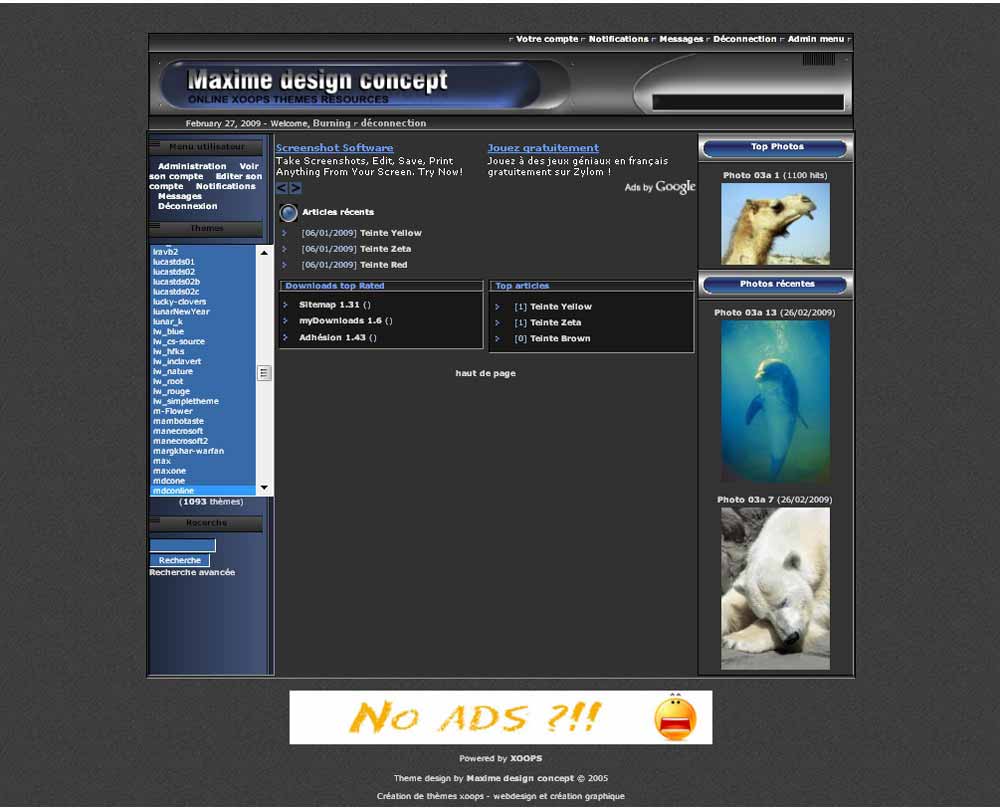 Votre compte Notifications Messages Déconnection Admin menu
Maxime design concept
ONLINE XOOPS THEMES RESOURCES
February 27, 2009 - Welcome, Burning déconnection
Menu utilisateur
Administration Voir
son compte Editer son
compte Notifications
Messages
Déconnexion
Themes
lravb2
lucastds01
lucastds02
lucastds02b
lucastds02c
lucky-clovers
lunarNewYear
lunar_k
lw_blue
lw_cs-source
lw_hfks
lw_inclavert
lw_nature
lw_root
lw_rouge
lw_simpletheme
m-Flower
mambotaste
manecrosoft
manecrosoft2
margkhar-warfan
max
maxone
mdcone
mdconline
(1093 thèmes)
Recherche
Recherche avancée
Screenshot Software
Take Screenshots, Edit, Save, Print
Anything From Your Screen. Try Now!
Jouez gratuitement
Jouez à des jeux géniaux en français
gratuitement sur Zylom !
< >
Ads by Google
Articles récents
[06/01/2009] Teinte Yellow
[06/01/2009] Teinte Zeta
[06/01/2009] Teinte Red
Downloads top Rated
Sitemap 1.31 ()
myDownloads 1.6 ()
Adhésion 1.43 ()
Top articles
[1] Teinte Yellow
[1] Teinte Zeta
[0] Teinte Brown
haut de page
Top Photos
Photo 03a 1 (1100 hits)
Photos récentes
Photo 03a 13 (26/02/2009)
Photo 03a 7 (26/02/2009)
No ADS ?!!
Powered by XOOPS
Theme design by Maxime design concept © 2005
Création de thèmes xoops - webdesign et création graphique